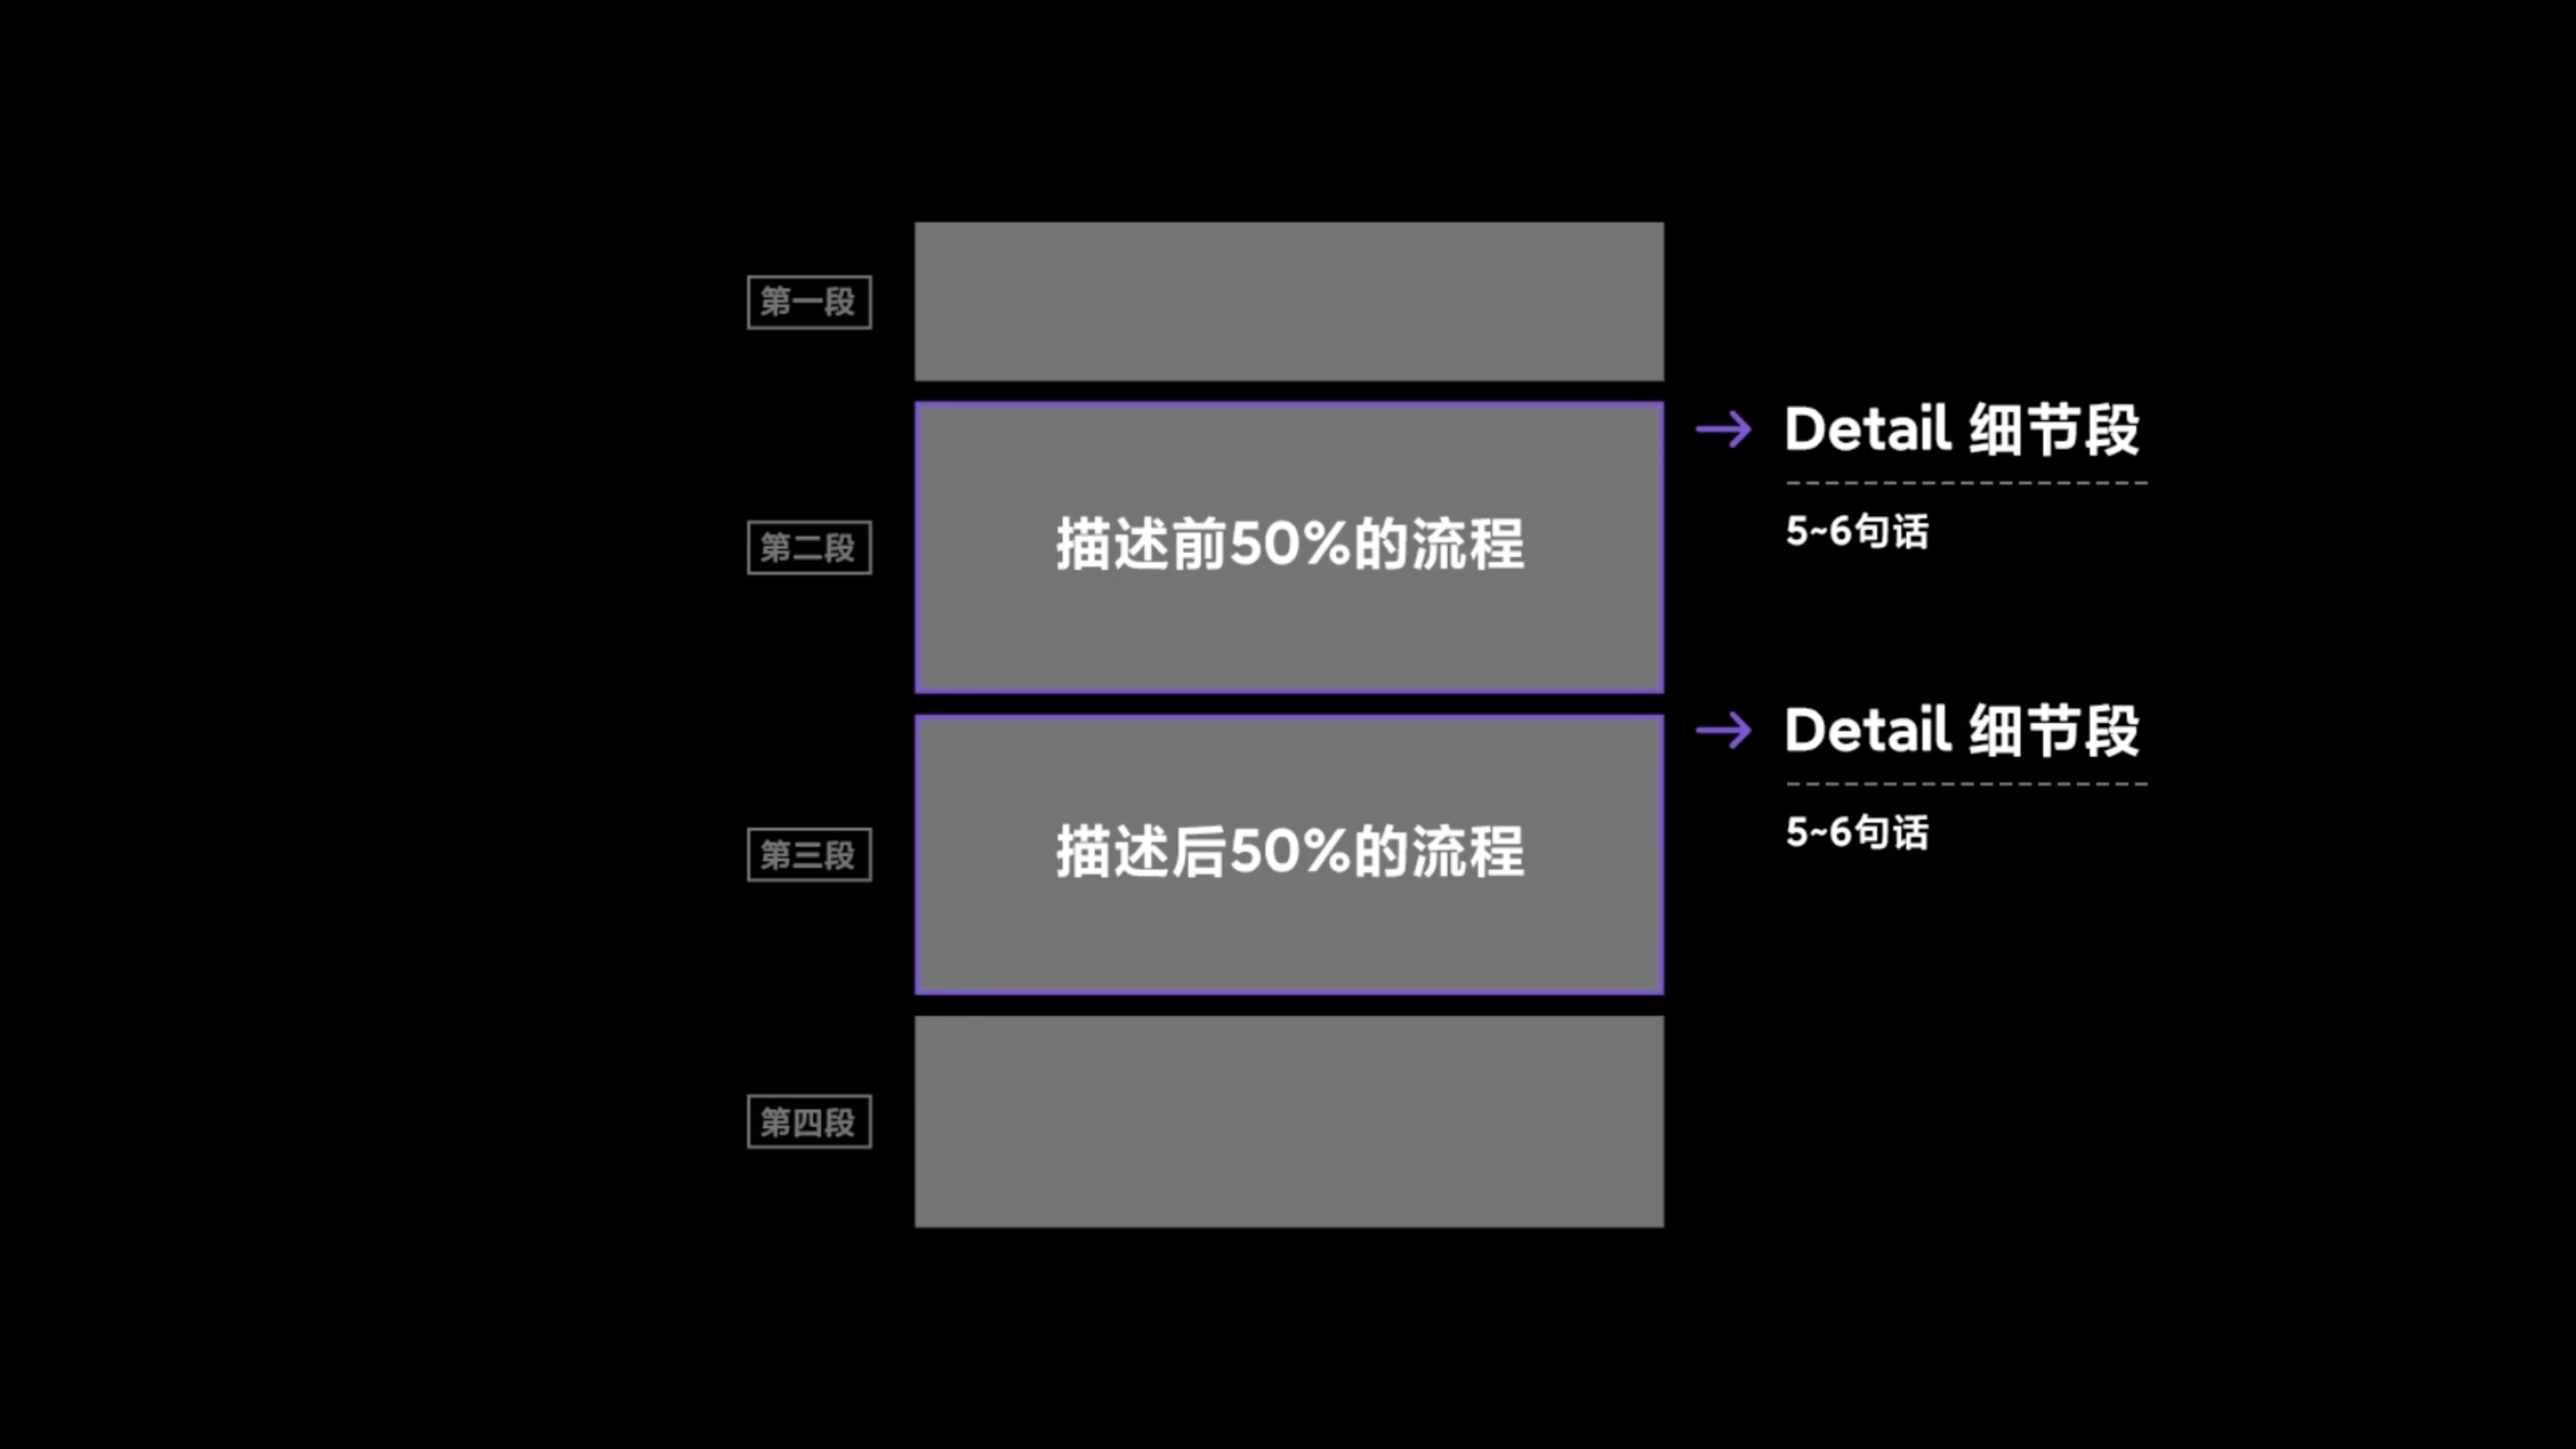 第一段
第二段
描述前50%的流程
Detail 细节段
5~6句话
第三段
描述后50%的流程
Detail 细节段
5~6句话
第四段